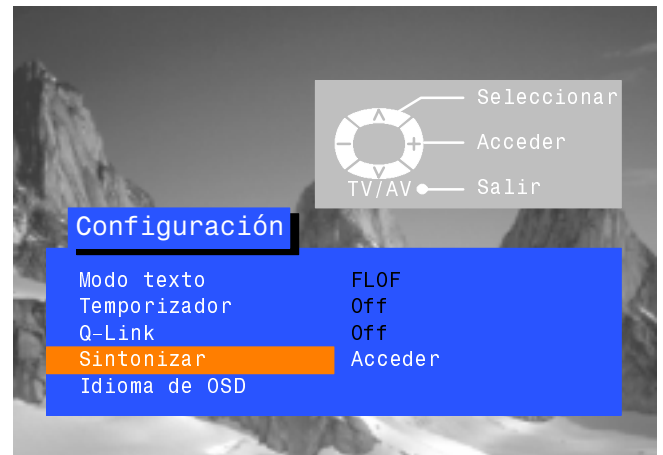 Seleccionar
Acceder
TV/AV Salir
Configuración
Modo texto FLOF
Temporizador Off
Q-Link Off
Sintonizar Acceder
Idioma de OSD